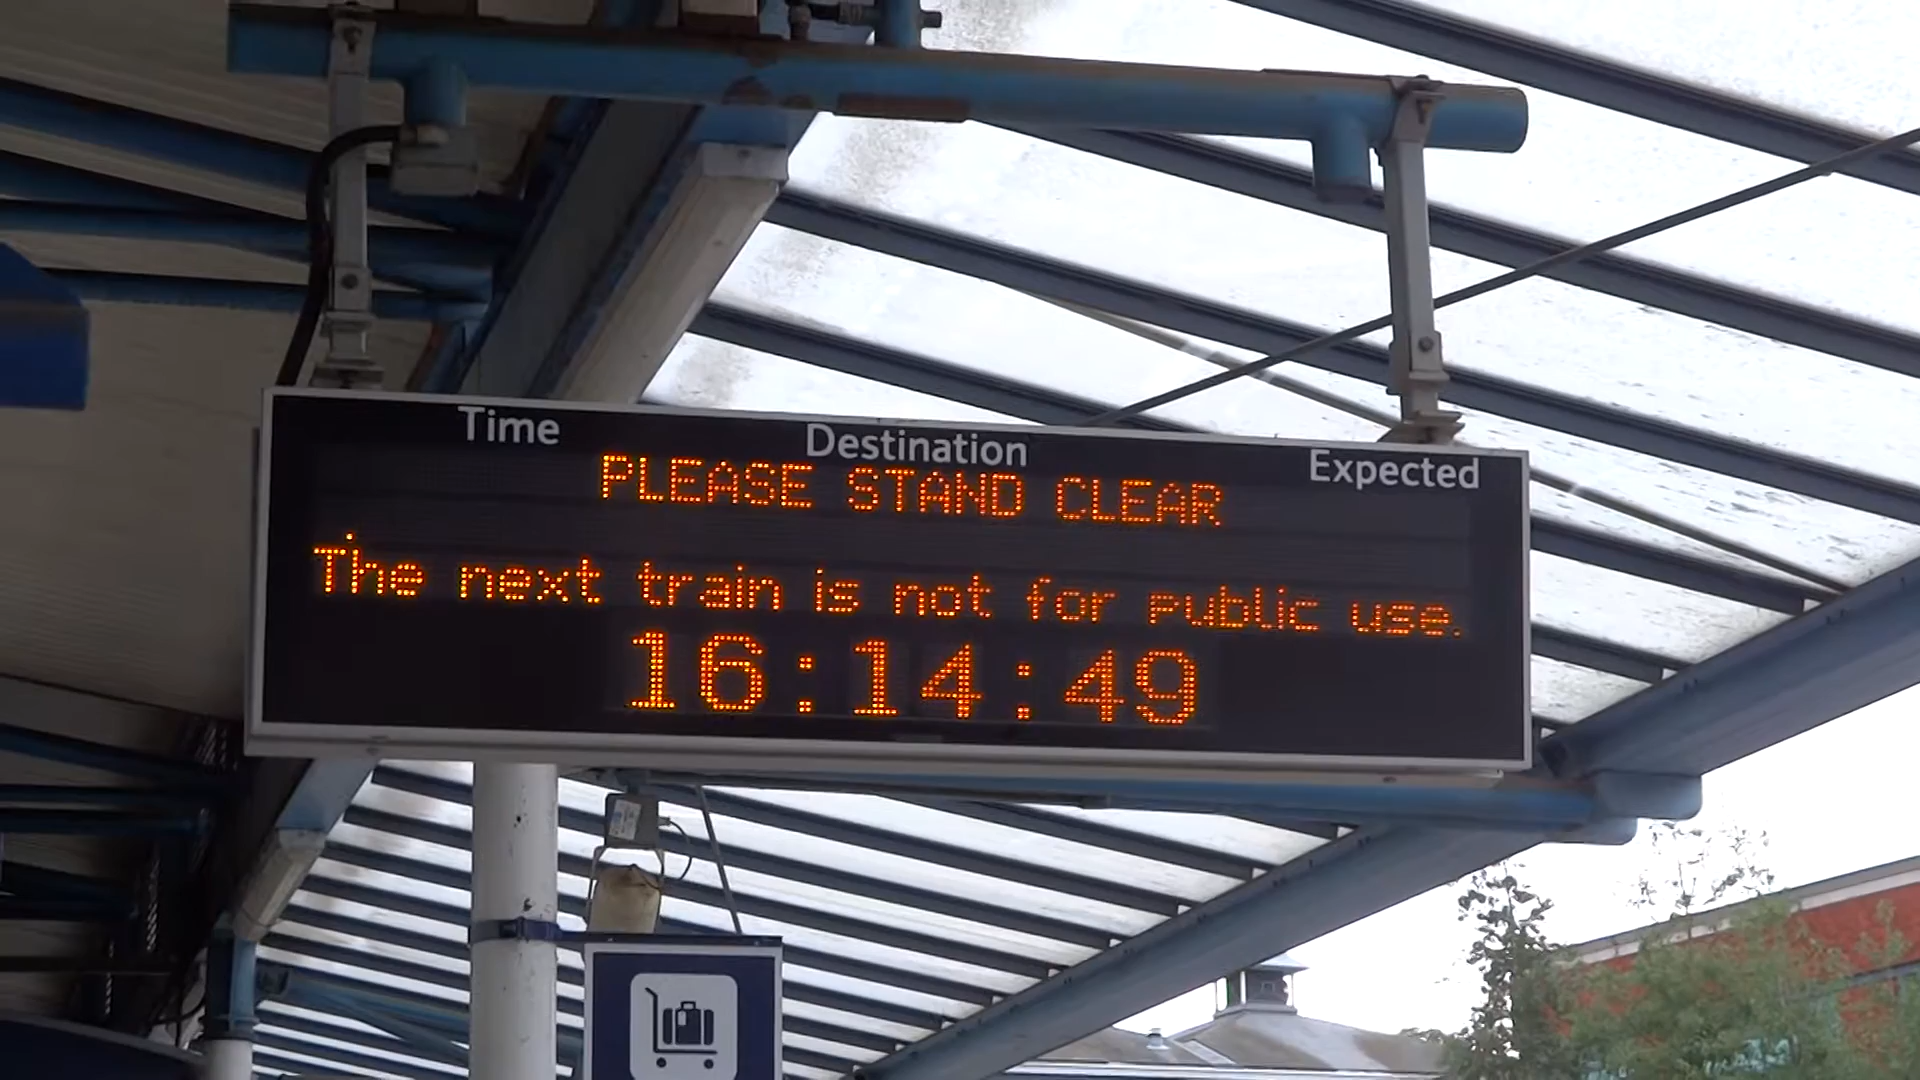 Time Destination Expected
PLEASE STAND CLEAR
The next train is not for public use.
16:14:49